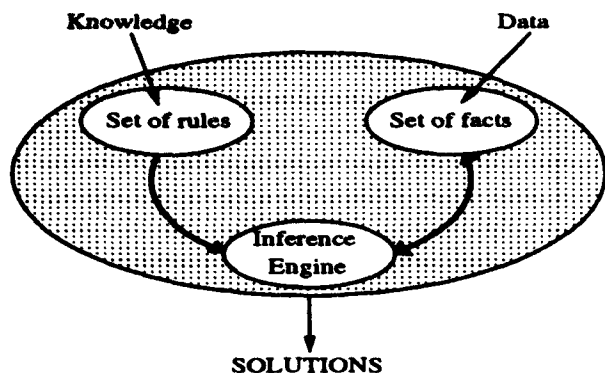 Knowledge
Data
Set of rules
Set of facts
Inference
Engine
SOLUTIONS